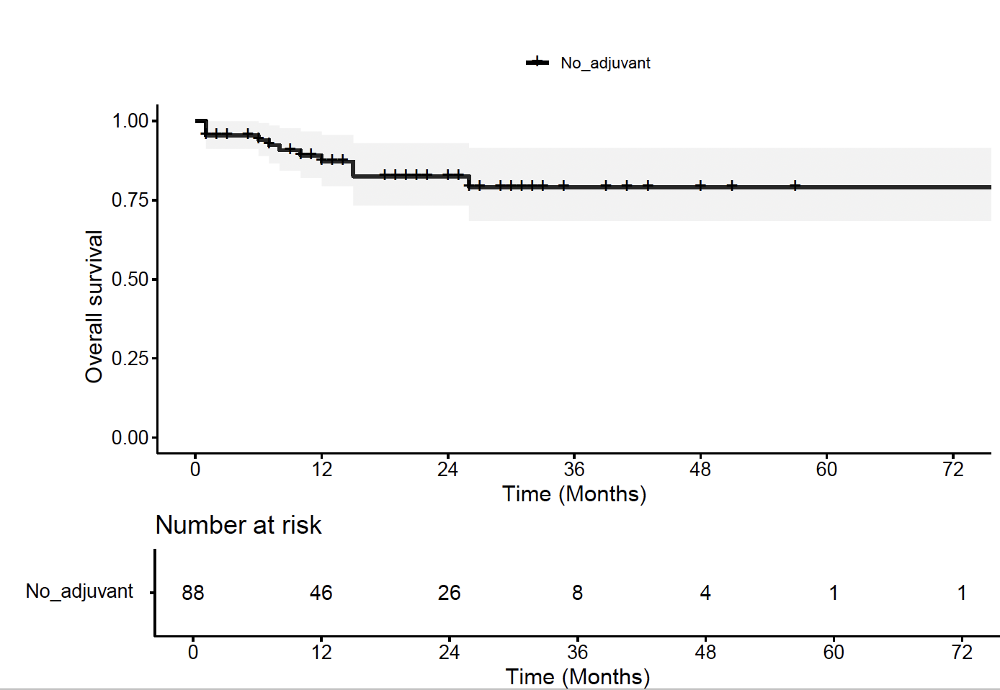 No_adjuvant
1.00
0.75
0.50
0.25
0.00
Overall survival
0 12 24 36 48 60 72
Time (Months)
Number at risk
No_adjuvant 88 46 26 8 4 1 1
0 12 24 36 48 60 72
Time (Months)